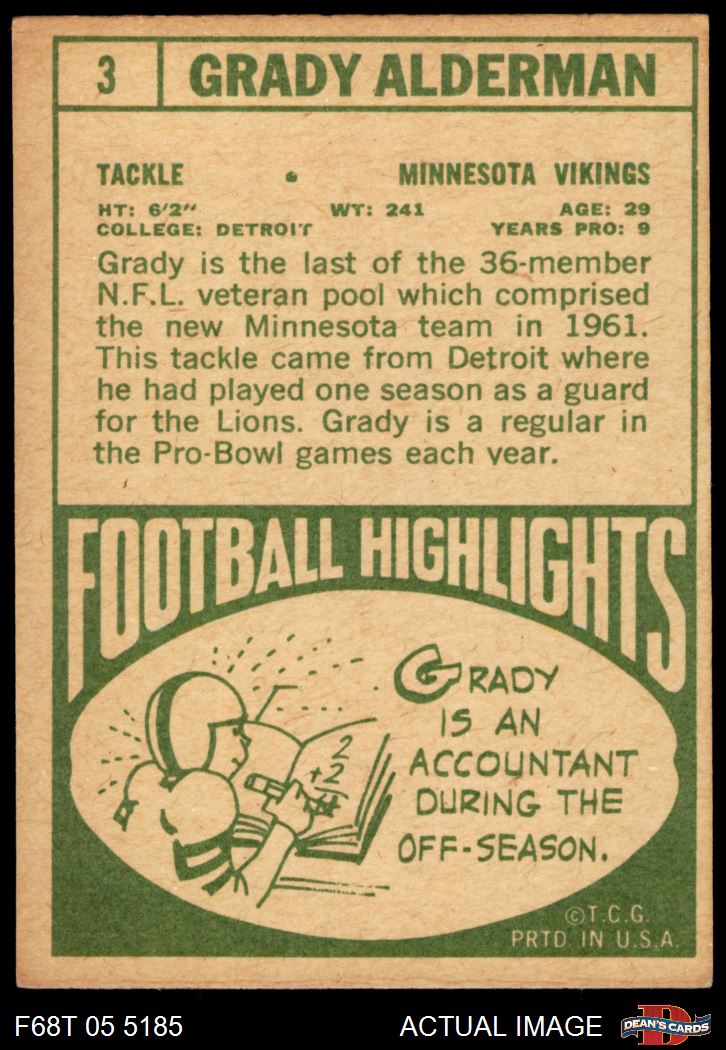 3 GRADY ALDERMAN
TACKLE • MINNESOTA VIKINGS
HT: 6'2" WT: 241 AGE: 29
COLLEGE: DETROIT YEARS PRO: 9
Grady is the last of the 36-member
N.F.L. veteran pool which comprised
the new Minnesota team in 1961.
This tackle came from Detroit where
he had played one season as a guard
for the Lions. Grady is a regular in
the Pro-Bowl games each year.
FOOTBALL HIGHLIGHTS
GRADY
IS AN
ACCOUNTANT
DURING THE
OFF-SEASON.
2
+2
©T.C.G.
PRTD. IN U.S.A.
F68T 05 5185 ACTUAL IMAGE
D
DEAN'S CARDS